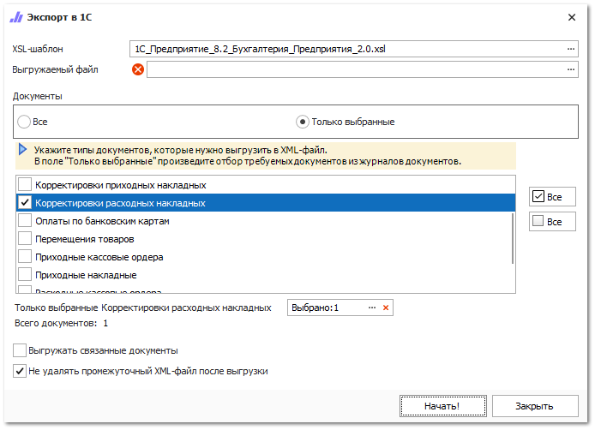 Экспорт в 1С
XSL-шаблон 1С_Предприятие_8.2_Бухгалтерия_Предприятия_2.0.xsl ...
Выгружаемый файл ...
Документы
Все Только выбранные
Укажите типы документов, которые нужно выгрузить в XML-файл.
В поле "Только выбранные" произведите отбор требуемых документов из журналов документов.
Корректировки приходных накладных
Корректировки расходных накладных
Все
Оплаты по банковским картам
Все
Перемещения товаров
Приходные кассовые ордера
Приходные накладные
Расходные кассовые ордера
Только выбранные Корректировки расходных накладных Выбрано:1 ...
Всего документов: 1
Выгружать связанные документы
Не удалять промежуточный XML-файл после выгрузки
Начать! Закрыть